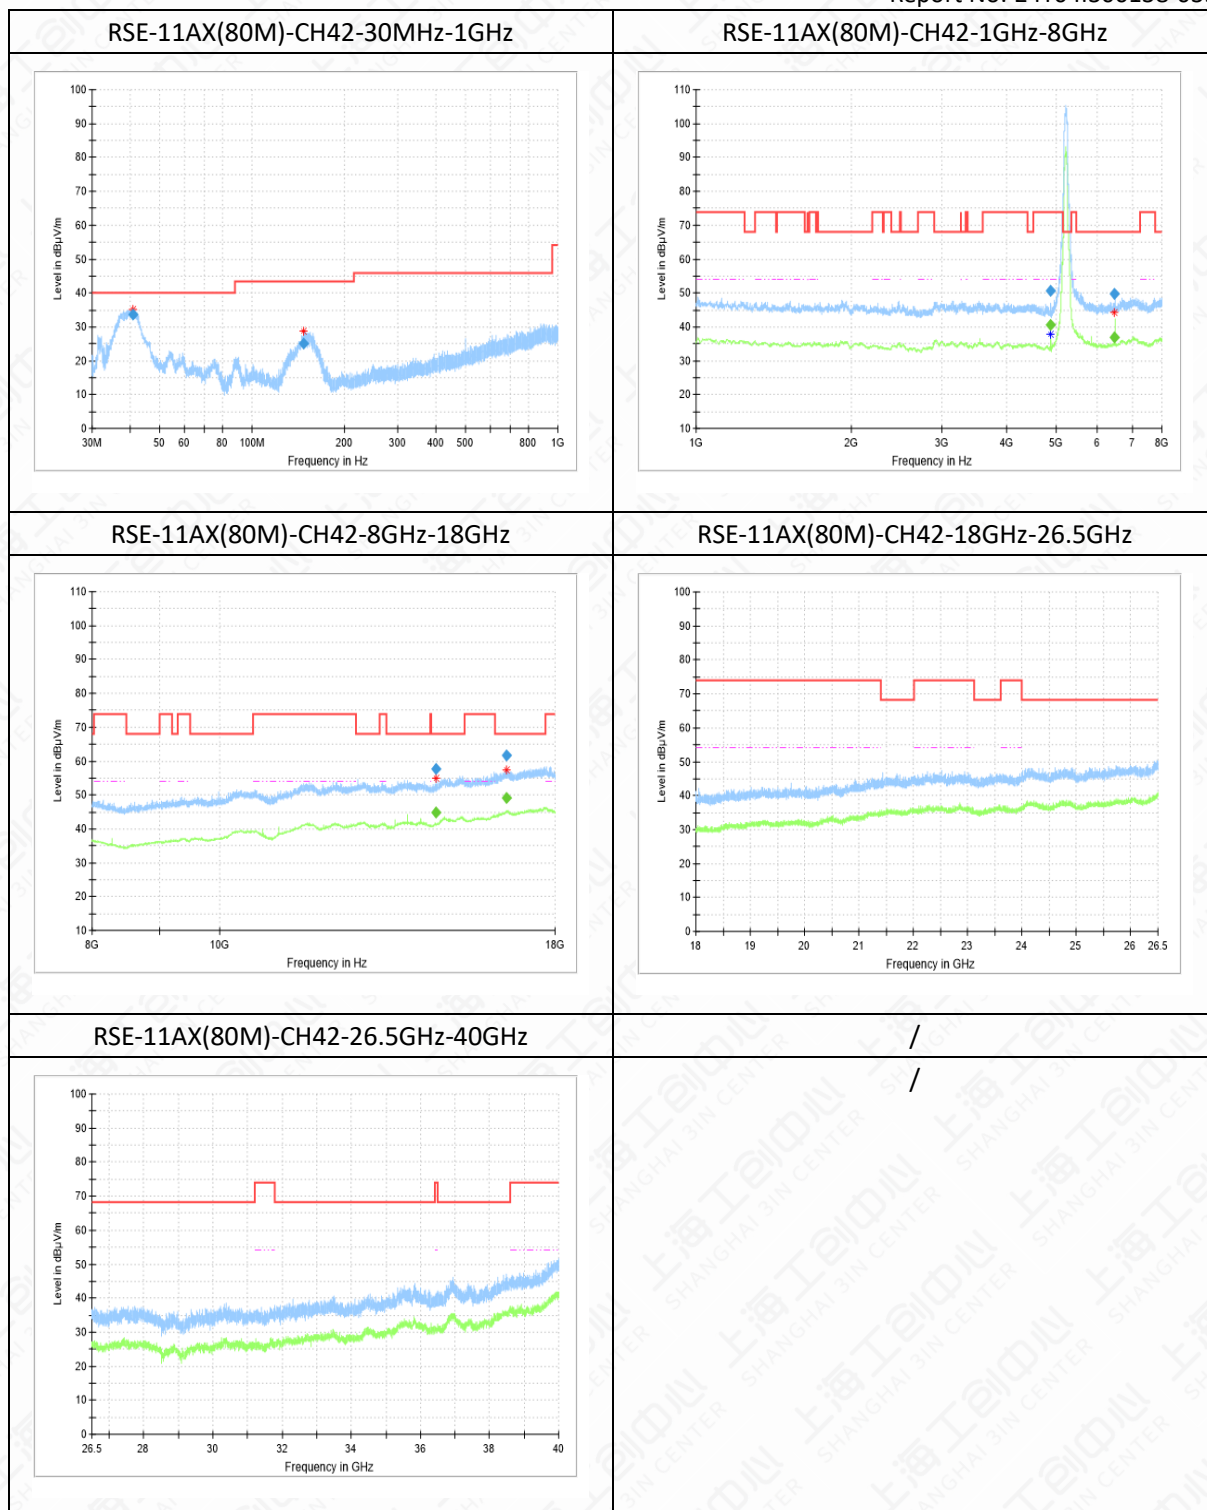 RSE-11AX(80M)-CH42-30MHz-1GHz
RSE-11AX(80M)-CH42-1GHz-8GHz
Level in dBµV/m
100
90
80
70
60
50
40
30
20
10
0
30M 50 60 80 100M 200 300 400 500 800 1G
Frequency in Hz
Level in dBµV/m
110
100
90
80
70
60
50
40
30
20
10
1G 2G 3G 4G 5G 6 7 8G
Frequency in Hz
RSE-11AX(80M)-CH42-8GHz-18GHz
RSE-11AX(80M)-CH42-18GHz-26.5GHz
Level in dBµV/m
110
100
90
80
70
60
50
40
30
20
10
8G 10G 18G
Frequency in Hz
Level in dBµV/m
100
90
80
70
60
50
40
30
20
10
0
18 19 20 21 22 23 24 25 26 26.5
Frequency in GHz
RSE-11AX(80M)-CH42-26.5GHz-40GHz
/
/
Level in dBµV/m
100
90
80
70
60
50
40
30
20
10
0
26.5 28 30 32 34 36 38 40
Frequency in GHz
上海工创中心
SHANGHAI 3IN CENTER